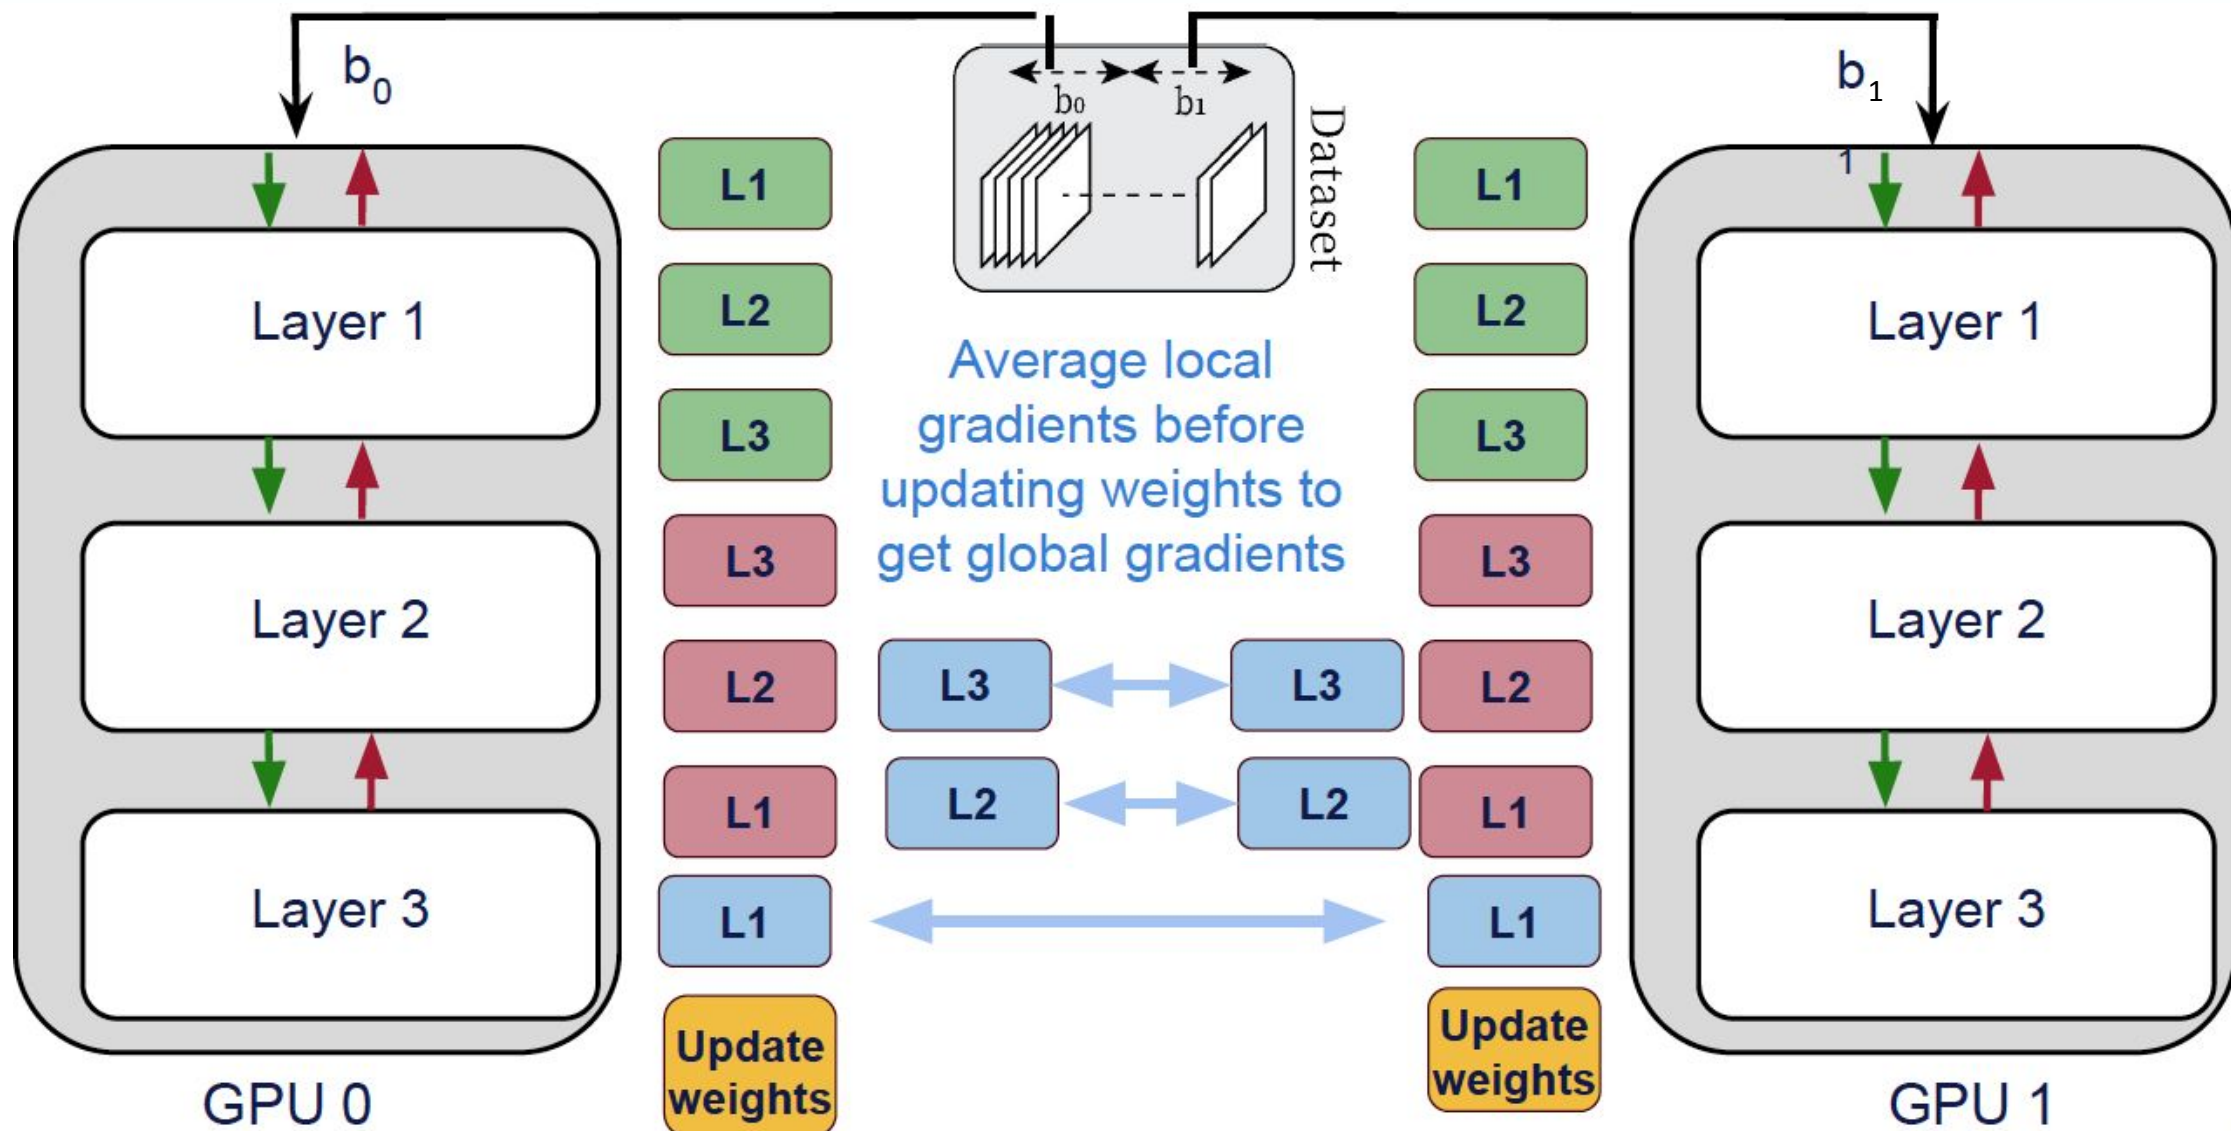 b₀
b₁
b₀
b₁
Dataset
1
L1
L1
Layer 1
L2
L2
Layer 1
Average local
gradients before
updating weights to
get global gradients
L3
L3
L3
L3
Layer 2
Layer 2
L2
L3
L3
L2
L1
L2
L2
L1
Layer 3
L1
L1
Layer 3
Update
weights
Update
weights
GPU 0
GPU 1